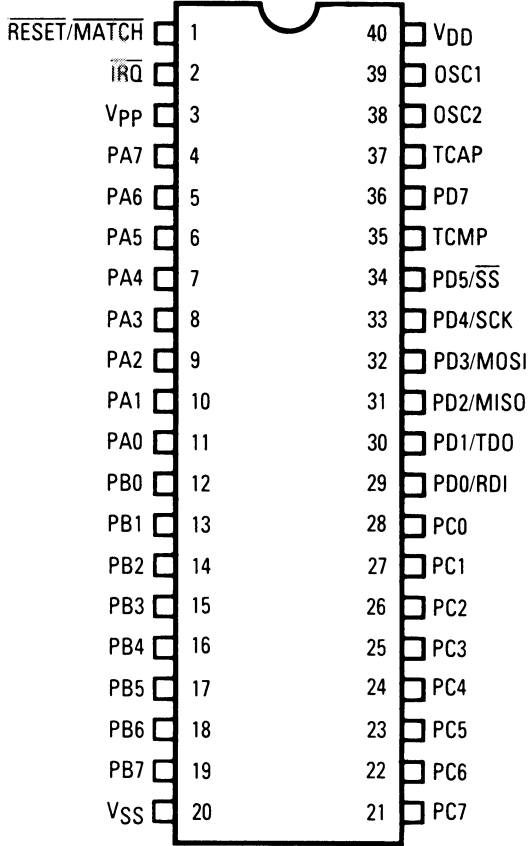 RESET/MATCH 1 40 VDD
IRQ 2 39 OSC1
VPP 3 38 OSC2
PA7 4 37 TCAP
PA6 5 36 PD7
PA5 6 35 TCMP
PA4 7 34 PD5/SS
PA3 8 33 PD4/SCK
PA2 9 32 PD3/MOSI
PA1 10 31 PD2/MISO
PA0 11 30 PD1/TDO
PB0 12 29 PD0/RDI
PB1 13 28 PC0
PB2 14 27 PC1
PB3 15 26 PC2
PB4 16 25 PC3
PB5 17 24 PC4
PB6 18 23 PC5
PB7 19 22 PC6
VSS 20 21 PC7